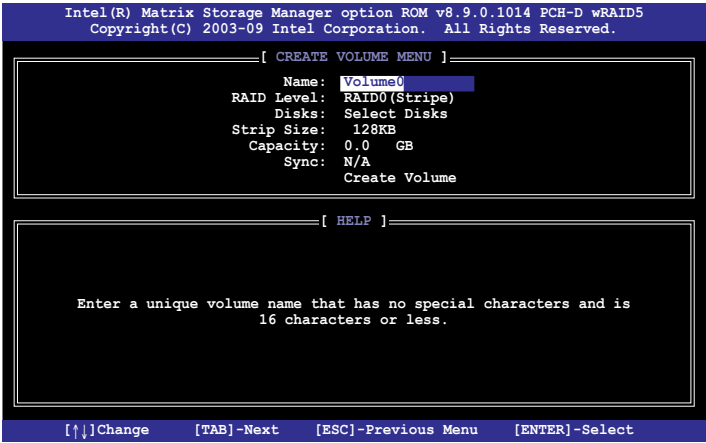 Intel(R) Matrix Storage Manager option ROM v8.9.0.1014 PCH-D wRAID5
Copyright(C) 2003-09 Intel Corporation. All Rights Reserved.
[ CREATE VOLUME MENU ]
Name: Volume0
RAID Level: RAID0(Stripe)
Disks: Select Disks
Strip Size: 128KB
Capacity: 0.0 GB
Sync: N/A
Create Volume
[ HELP ]
Enter a unique volume name that has no special characters and is
16 characters or less.
[↑↓]Change [TAB]-Next [ESC]-Previous Menu [ENTER]-Select